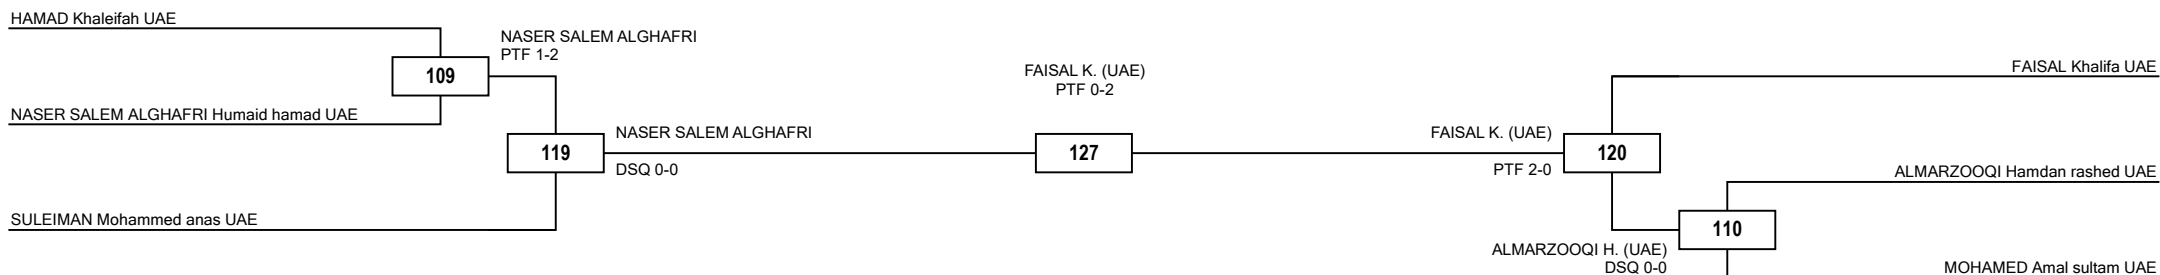 HAMAD Khaleifah UAE
NASER SALEM ALGHAFRI
PTF 1-2
109
NASER SALEM ALGHAFRI Humaid hamad UAE
NASER SALEM ALGHAFRI
119
DSQ 0-0
SULEIMAN Mohammed anas UAE
FAISAL K. (UAE)
PTF 0-2
127
FAISAL Khalifa UAE
FAISAL K. (UAE)
120
PTF 2-0
ALMARZOOQI Hamdan rashed UAE
110
ALMARZOOQI H. (UAE)
DSQ 0-0
MOHAMED Amal sultam UAE